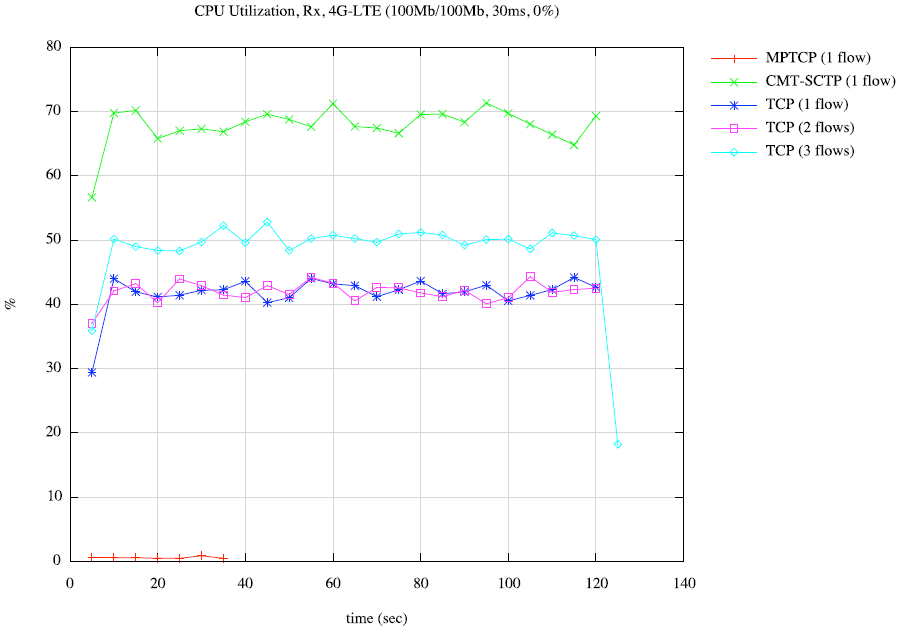 CPU Utilization, Rx, 4G-LTE (100Mb/100Mb, 30ms, 0%)
80
70
60
50
40
30
20
10
0
%
0 20 40 60 80 100 120 140
time (sec)
MPTCP (1 flow)
CMT-SCTP (1 flow)
TCP (1 flow)
TCP (2 flows)
TCP (3 flows)